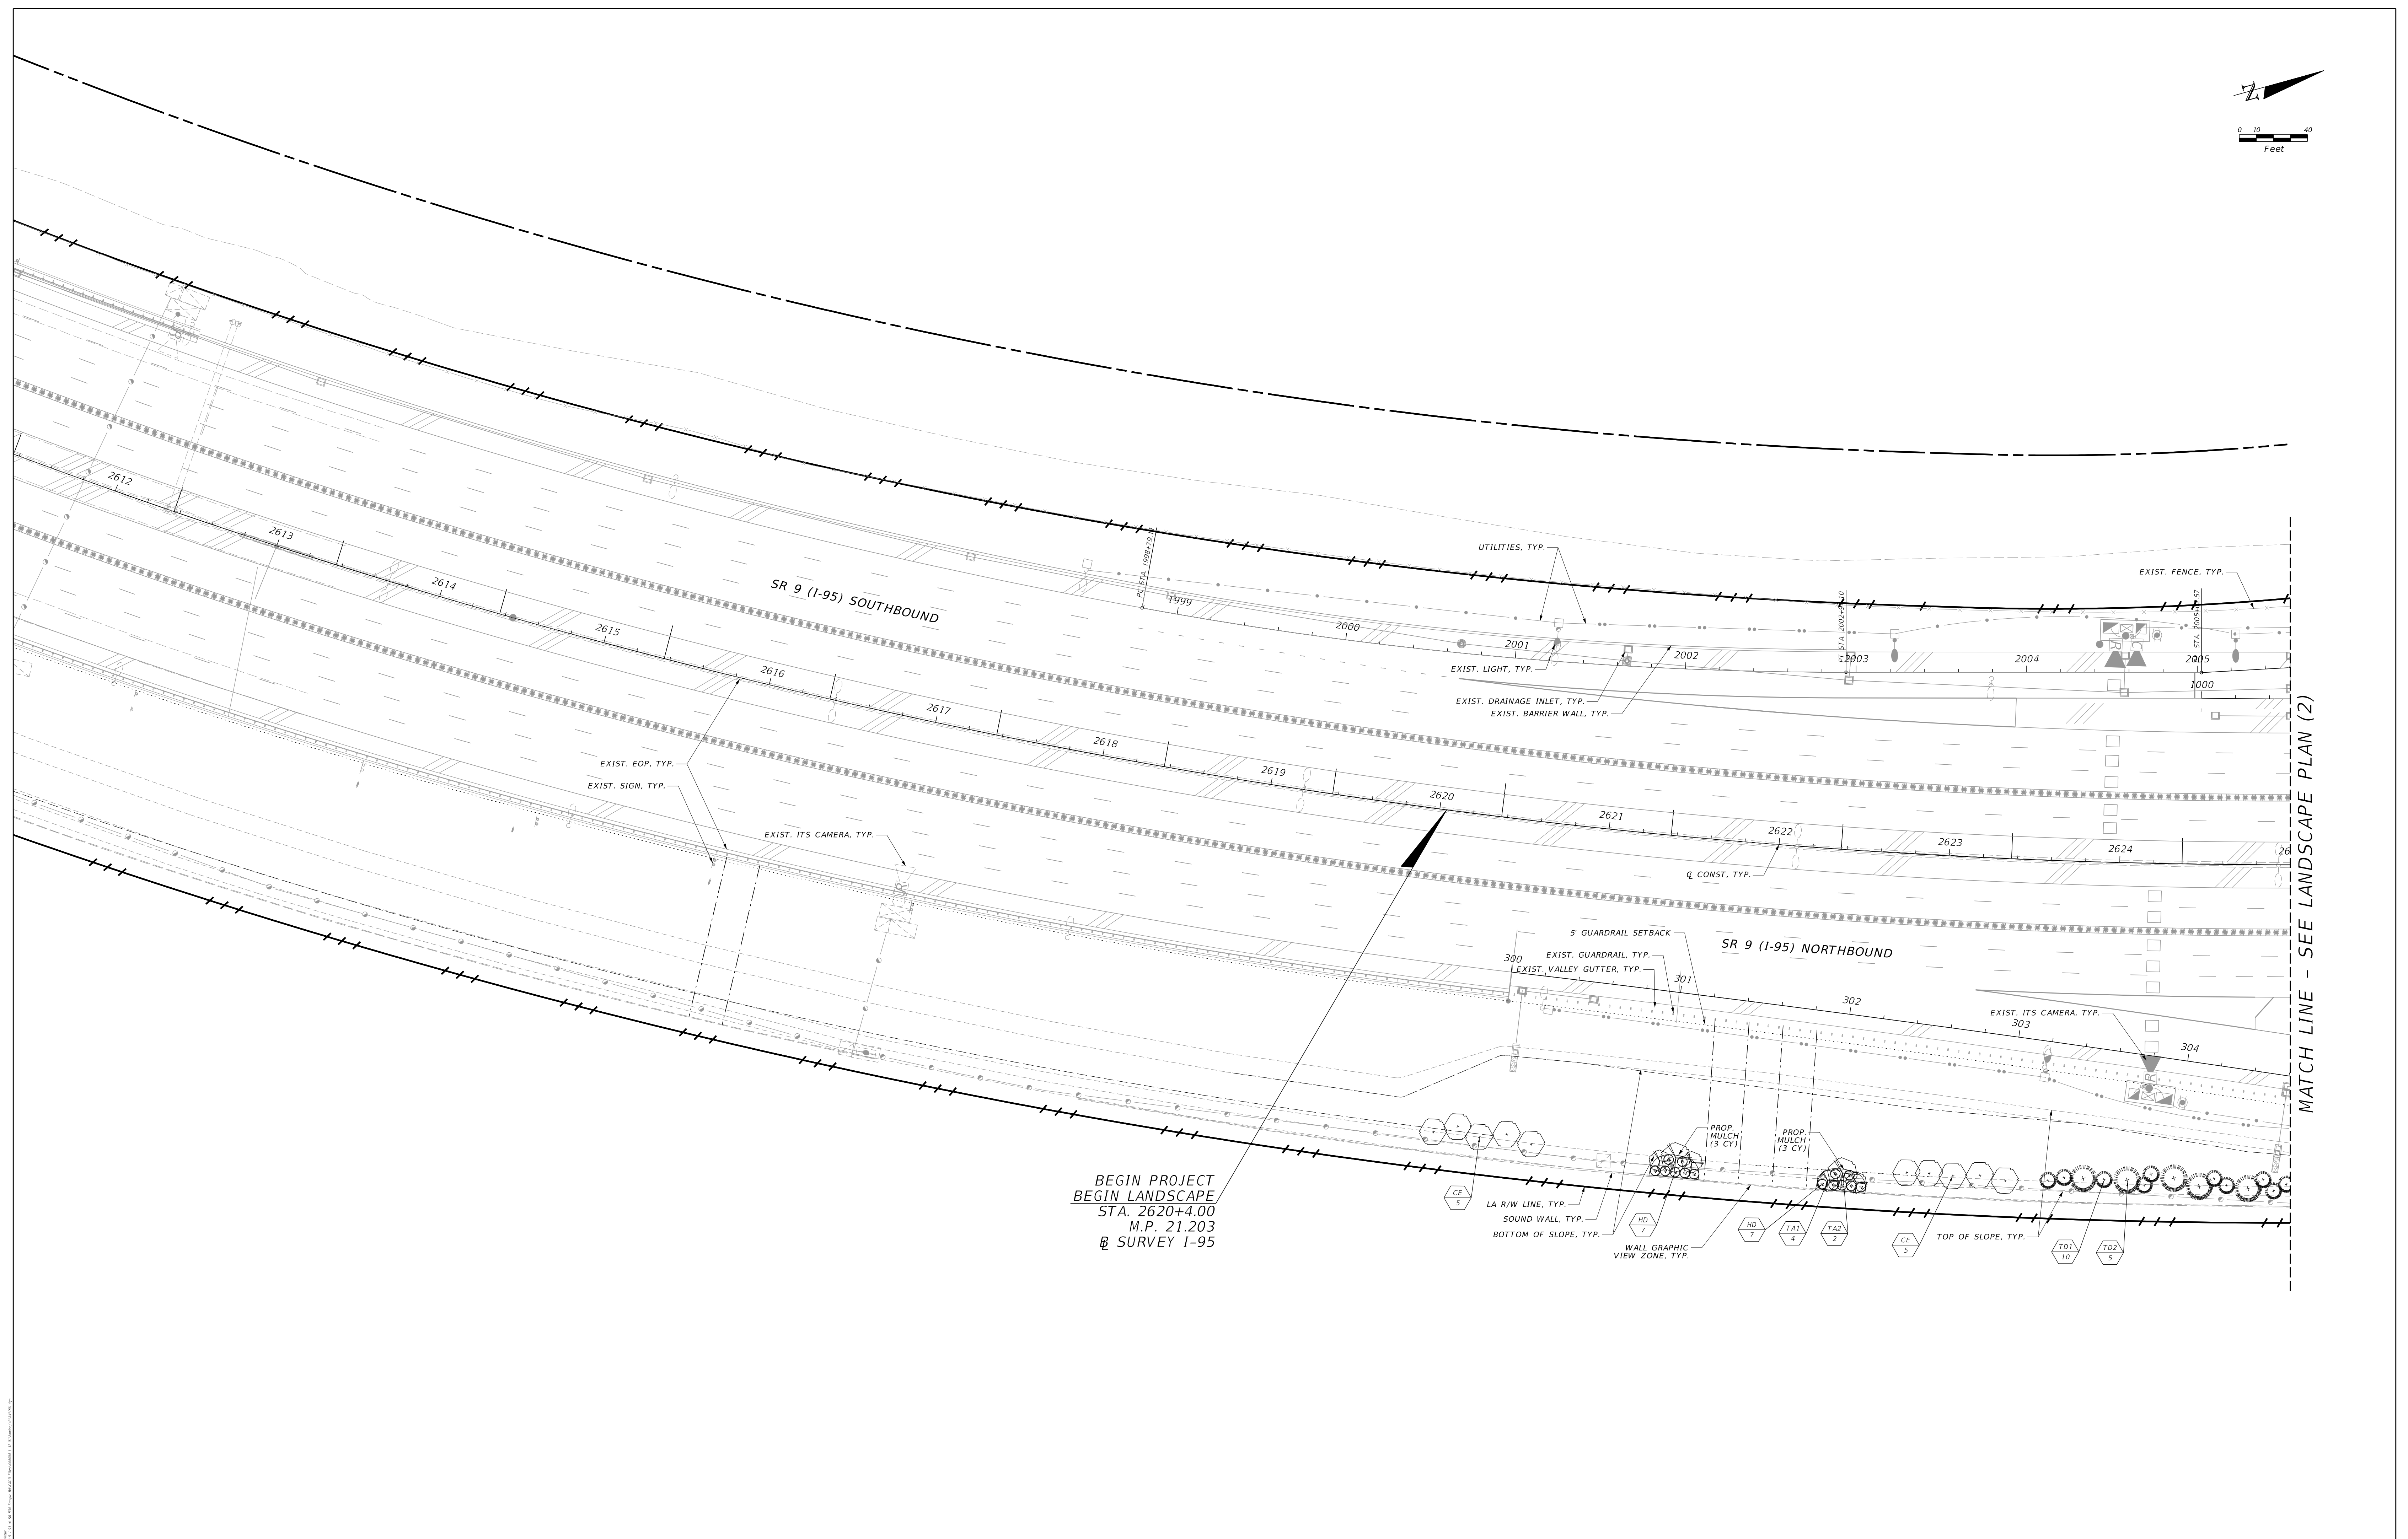 N
0 10 40
Feet
2612
2613
2614
2615
2616
2617
2618
2619
2620
2621
2622
2623
2624
26
SR 9 (I-95) SOUTHBOUND
1999
2000
2001
2002
2003
2004
2005
1000
UTILITIES, TYP.
EXIST. FENCE, TYP.
EXIST. LIGHT, TYP.
EXIST. DRAINAGE INLET, TYP.
EXIST. BARRIER WALL, TYP.
EXIST. EOP, TYP.
EXIST. SIGN, TYP.
EXIST. ITS CAMERA, TYP.
℄ CONST, TYP.
5' GUARDRAIL SETBACK
EXIST. GUARDRAIL, TYP.
EXIST. VALLEY GUTTER, TYP.
SR 9 (I-95) NORTHBOUND
300
301
302
303
304
EXIST. ITS CAMERA, TYP.
MATCH LINE - SEE LANDSCAPE PLAN (2)
PROP.
MULCH
(3 CY)
PROP.
MULCH
(3 CY)
BEGIN PROJECT
BEGIN LANDSCAPE
STA. 2620+4.00
M.P. 21.203
BL SURVEY I-95
CE
5
LA R/W LINE, TYP.
SOUND WALL, TYP.
BOTTOM OF SLOPE, TYP.
HD
7
WALL GRAPHIC
VIEW ZONE, TYP.
HD
7
TA1
4
TA2
2
CE
5
TOP OF SLOPE, TYP.
TD1
10
TD2
5